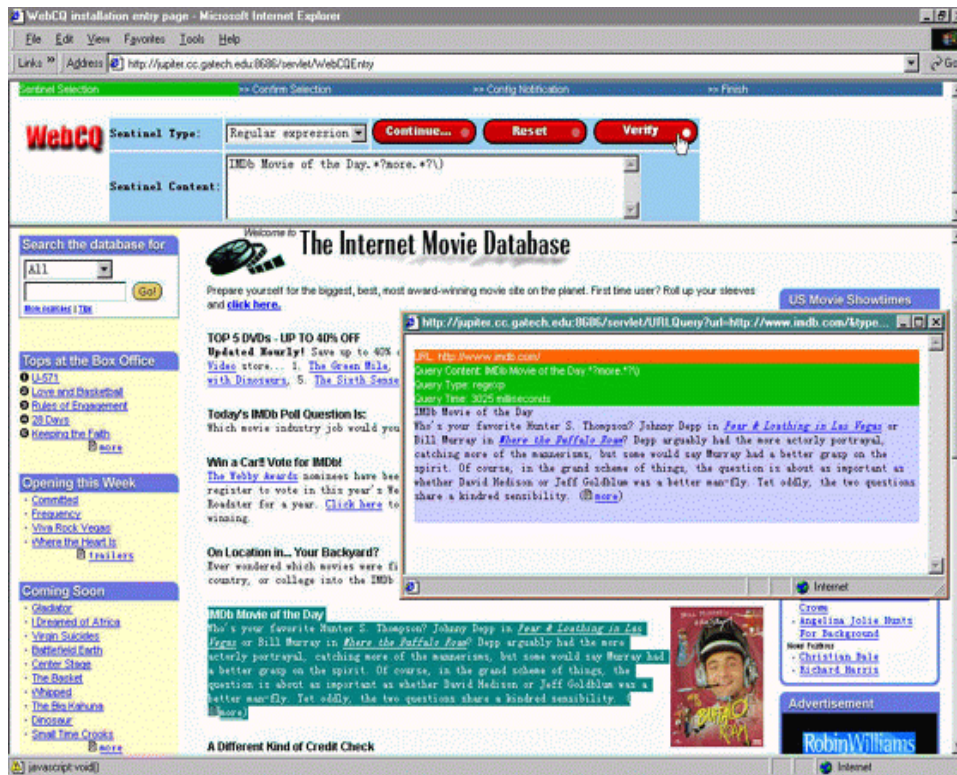 WebCQ installation entry page - Microsoft Internet Explorer
File Edit View Favorites Tools Help
Links » Address http://jupiter.cc.gatech.edu:8686/servlet/WebCQEntry Go
Sentinel Selection >> Confirm Selection >> Config Notification >> Finish
WebCQ
Sentinel Type: Regular expression Continue... Reset Verify
Sentinel Content: IMDb Movie of the Day.*?more.*?\)
Search the database for
All
Go!
Tops at the Box Office
U-571
Love and Basketball
Rules of Engagement
28 Days
Keeping the Faith
more
Opening this Week
Committed
Frequency
Viva Rock Vegas
Where the Heart Is
trailers
Coming Soon
Gladiator
I Dreamed of Africa
Virgin Suicides
Battlefield Earth
Center Stage
The Basket
Whipped
The Big Kahuna
Dinosaur
Small Time Crooks
more
Welcome to
The Internet Movie Database
Prepare yourself for the biggest, best, most award-winning movie site on the planet. First time user? Roll up your sleeves
and click here.
TOP 5 DVDs - UP TO 40% OFF
Updated Hourly! Save up to 40%
Video store... 1. The Green Mile,
with Dinosaurs, 5. The Sixth Sense
Today's IMDb Poll Question Is:
Which movie industry job would you
Win a Car!! Vote for IMDb!
The Webby Awards nominees have bee
register to vote in this year's We
Roadster for a year. Click here to
winning.
On Location in... Your Backyard?
Ever wondered which movies were fi
country, or college into the IMDb
IMDb Movie of the Day
Who's your favorite Hunter S. Thompson? Johnny Depp in Fear & Loathing in Las
Vegas or Bill Murray in Where the Buffalo Roam? Depp arguably had the more
actorly portrayal, catching more of the mannerisms, but some would say Murray had
a better grasp on the spirit. Of course, in the grand scheme of things, the
question is about as important as whether David Hedison or Jeff Goldblum was a
better man-fly. Yet oddly, the two questions share a kindred sensibility. (
more)
A Different Kind of Credit Check
BUFFALO
ROAM
US Movie Showtimes
http://jupiter.cc.gatech.edu:8686/servlet/URLQuery?url=http://www.imdb.com/&type...
URL: http://www.imdb.com/
Query Content: IMDb Movie of the Day.*?more.*?\)
Query Type: regexp
Query Time: 3025 milliseconds
IMDb Movie of the Day
Who's your favorite Hunter S. Thompson? Johnny Depp in Fear & Loathing in Las Vegas or
Bill Murray in Where the Buffalo Roam? Depp arguably had the more actorly portrayal,
catching more of the mannerisms, but some would say Murray had a better grasp on the
spirit. Of course, in the grand scheme of things, the question is about as important as
whether David Hedison or Jeff Goldblum was a better man-fly. Yet oddly, the two questions
share a kindred sensibility. (more)
Internet
Crowe
Angelina Jolie Hunts
For Background
Christian Bale
Richard Harris
Advertisement
Robin Williams
javascript:void()
Internet